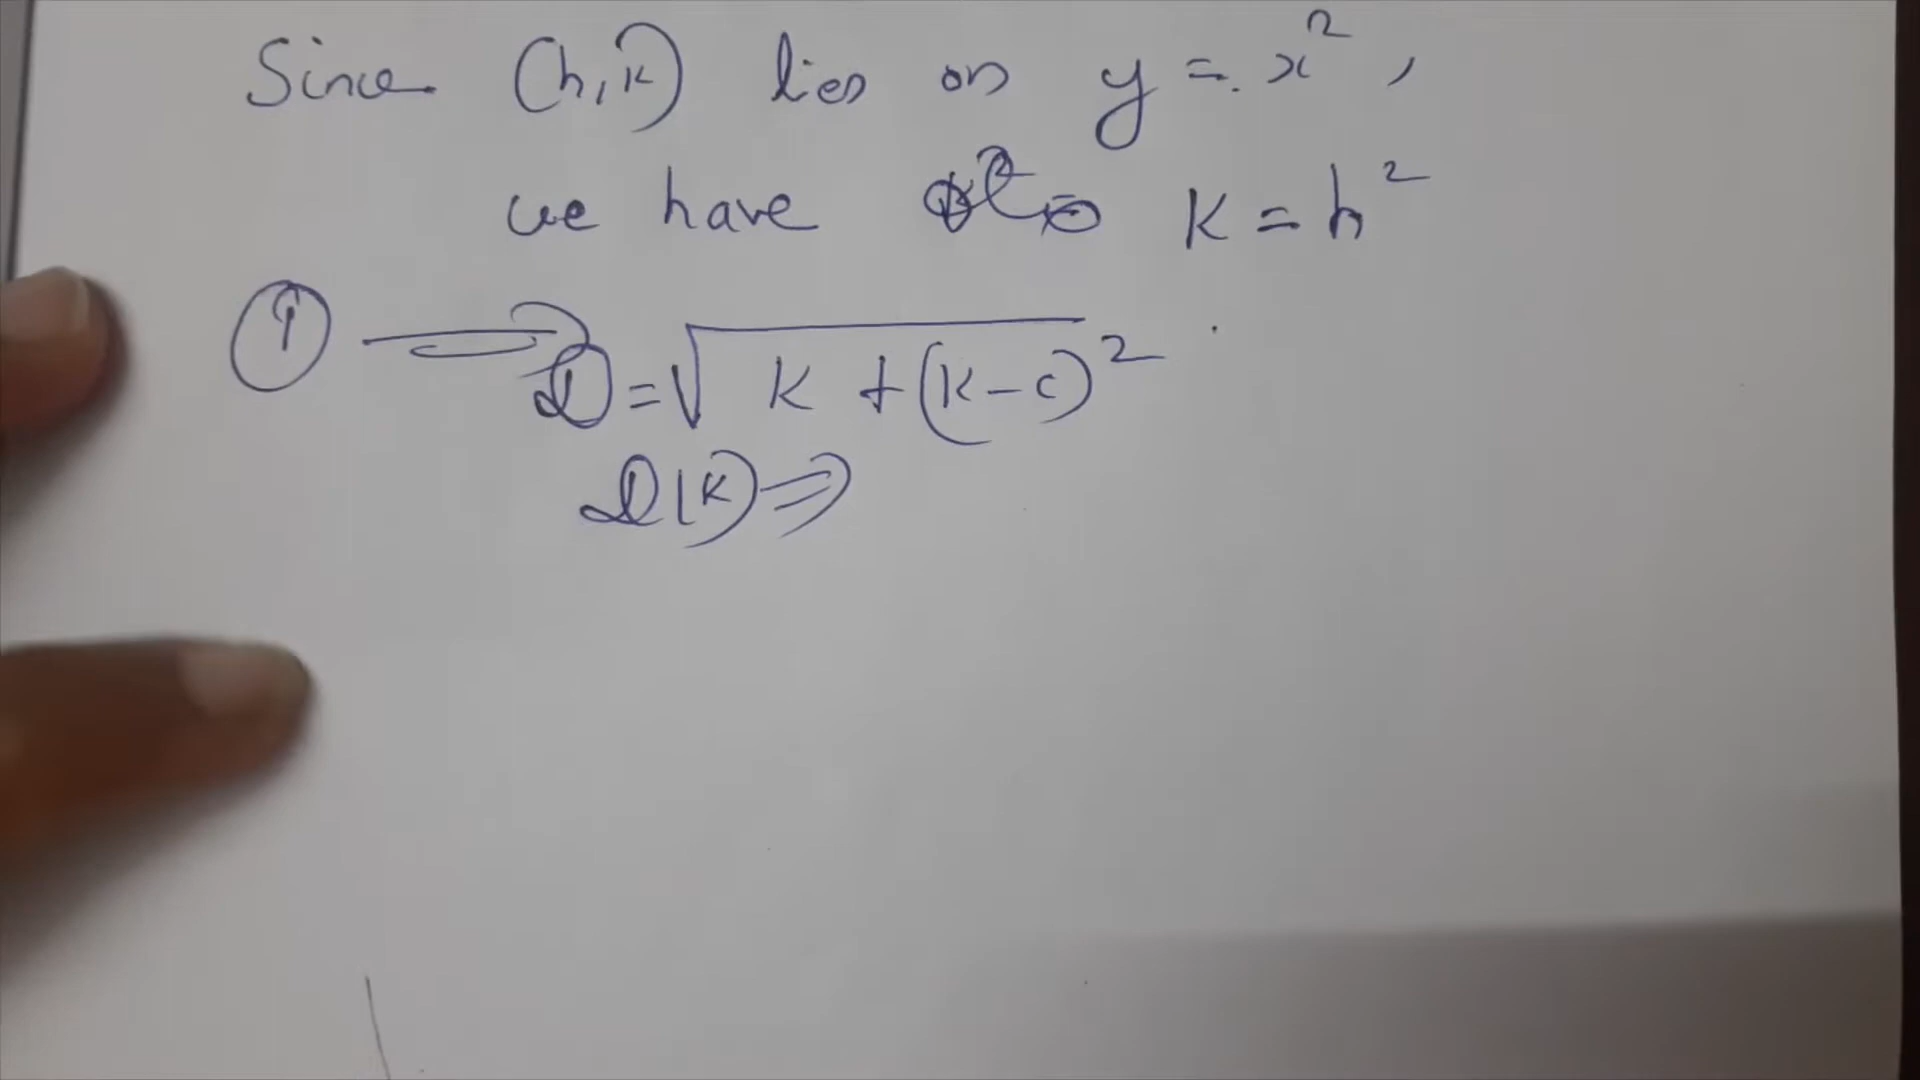 Since (h,k) lies on y = x²,
we have k = h²
① ⟹ D = √k + (k-c)²
D(k) ⟹